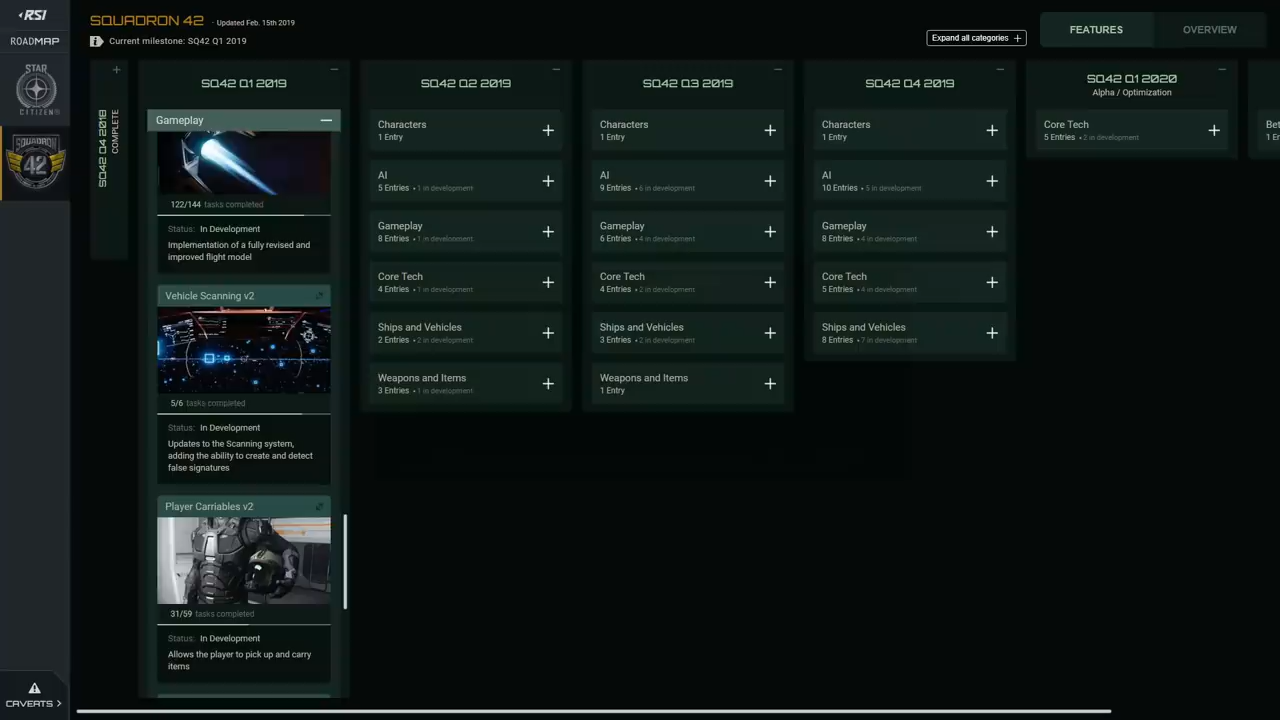 RSI
ROADMAP
STAR
CITIZEN
SQUADRON
42
CAVEATS
SQUADRON 42 - Updated Feb. 15th 2019
Current milestone: SQ42 Q1 2019
Expand all categories
FEATURES
OVERVIEW
SQ42 Q4 2018
COMPLETE
SQ42 Q1 2019
Gameplay
122/144 tasks completed
Status: In Development
Implementation of a fully revised and
improved flight model
Vehicle Scanning v2
5/6 tasks completed
Status: In Development
Updates to the Scanning system,
adding the ability to create and detect
false signatures
Player Carriables v2
31/59 tasks completed
Status: In Development
Allows the player to pick up and carry
items
SQ42 Q2 2019
Characters
1 Entry
AI
5 Entries • 1 in development
Gameplay
8 Entries • 1 in development
Core Tech
4 Entries • 1 in development
Ships and Vehicles
2 Entries • 2 in development
Weapons and Items
3 Entries • 1 in development
SQ42 Q3 2019
Characters
1 Entry
AI
9 Entries • 6 in development
Gameplay
6 Entries • 4 in development
Core Tech
4 Entries • 2 in development
Ships and Vehicles
3 Entries • 2 in development
Weapons and Items
1 Entry
SQ42 Q4 2019
Characters
1 Entry
AI
10 Entries • 5 in development
Gameplay
8 Entries • 4 in development
Core Tech
5 Entries • 4 in development
Ships and Vehicles
8 Entries • 7 in development
SQ42 Q1 2020
Alpha / Optimization
Core Tech
5 Entries • 2 in development
Bet
1 Er